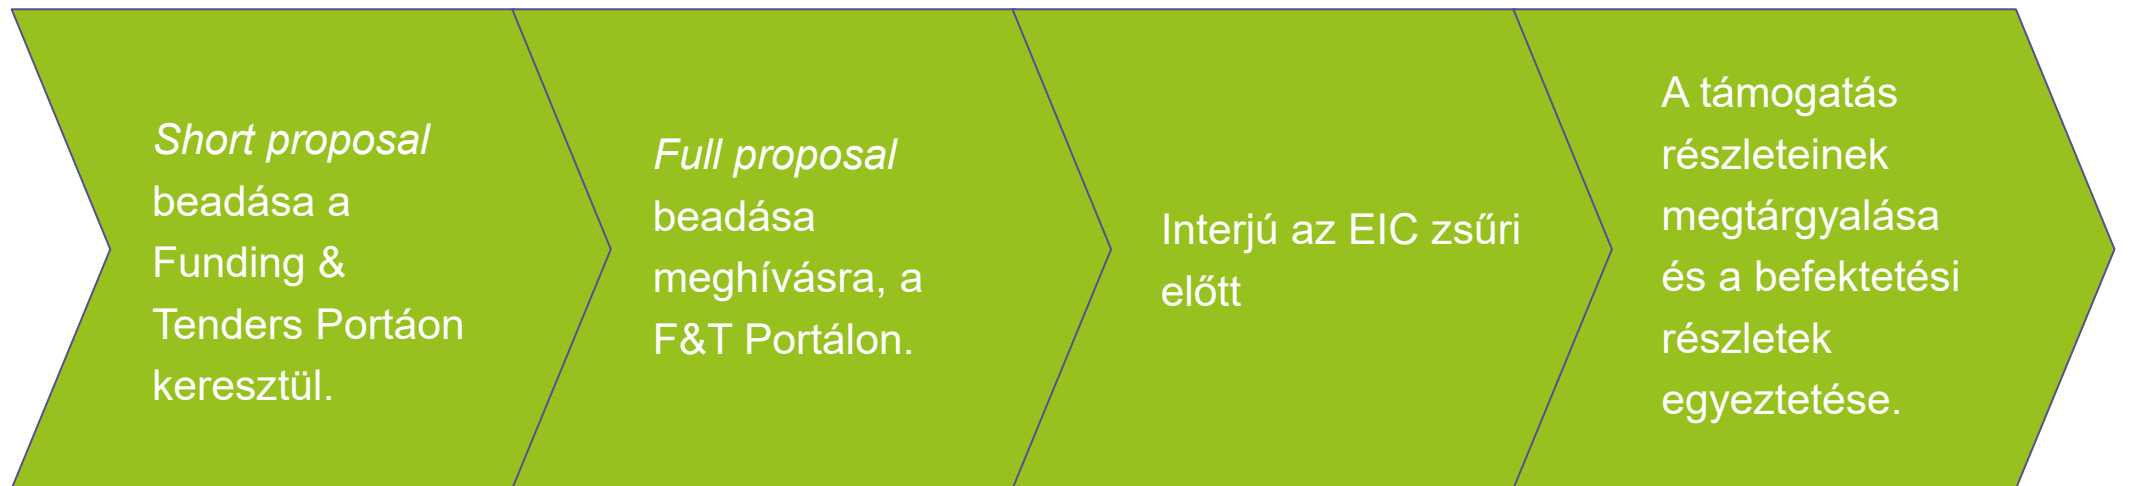 Short proposal
beadása a
Funding &
Tenders Portáon
keresztül.
Full proposal
beadása
meghívásra, a
F&T Portálon.
Interjú az EIC zsűri
előtt
A támogatás
részleteinek
megtárgyalása
és a befektetési
részletek
egyeztetése.